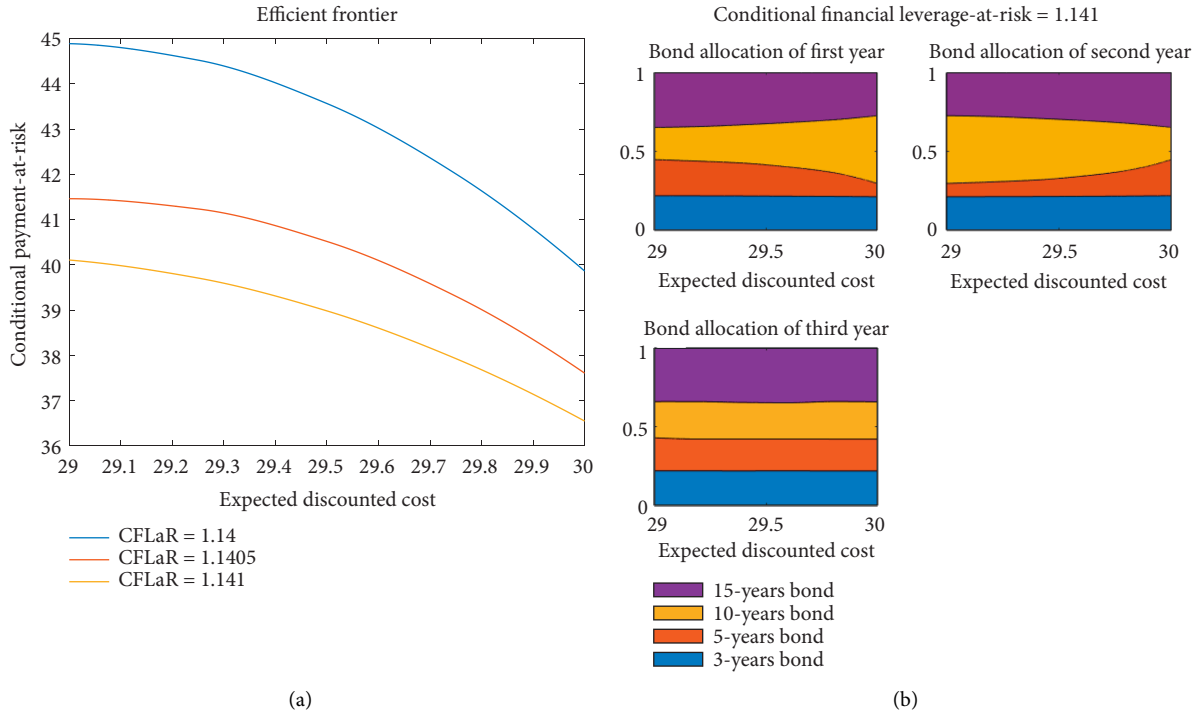 Efficient frontier
Conditional payment-at-risk
45
44
43
42
41
40
39
38
37
36
29 29.1 29.2 29.3 29.4 29.5 29.6 29.7 29.8 29.9 30
Expected discounted cost
CFLaR = 1.14
CFLaR = 1.1405
CFLaR = 1.141
(a)
Conditional financial leverage-at-risk = 1.141
Bond allocation of first year
1
0.5
0
29 29.5 30
Expected discounted cost
Bond allocation of second year
1
0.5
0
29 29.5 30
Expected discounted cost
Bond allocation of third year
1
0.5
0
29 29.5 30
Expected discounted cost
15-years bond
10-years bond
5-years bond
3-years bond
(b)